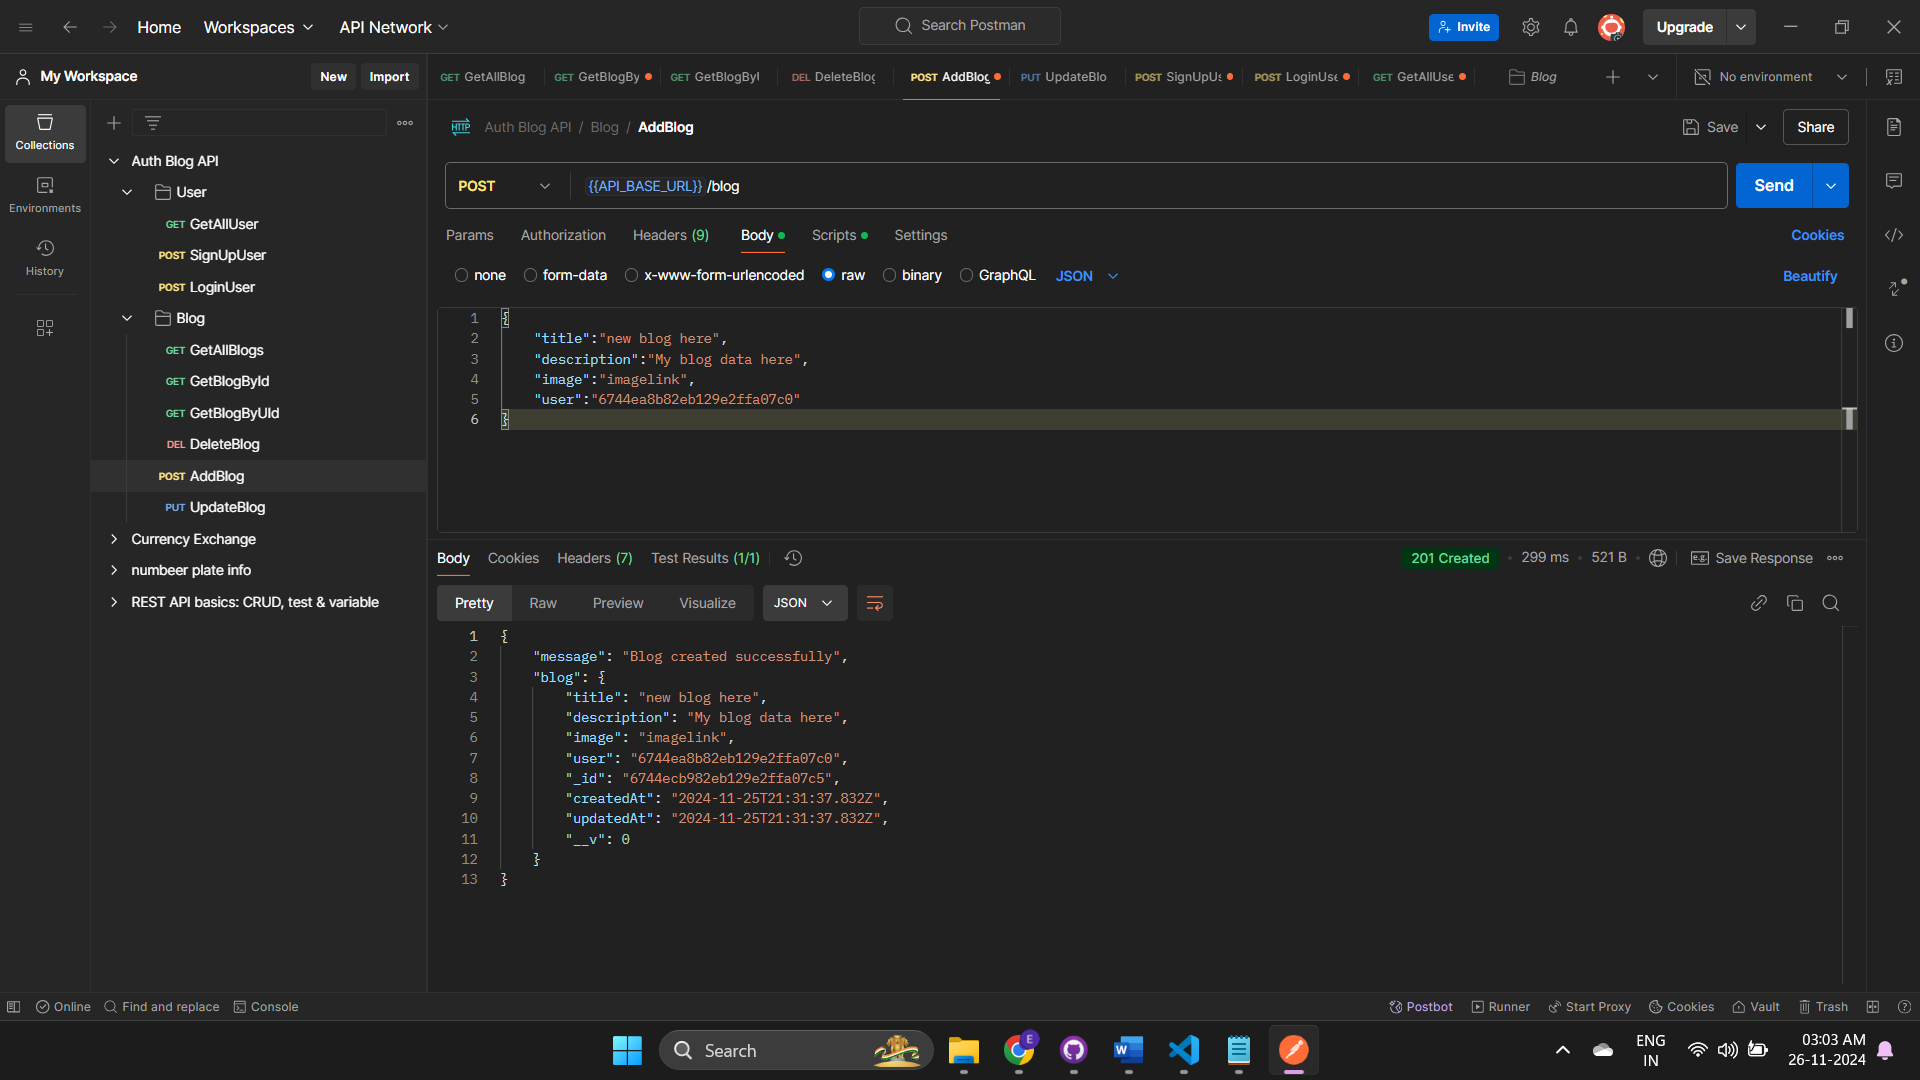 Home
Workspaces
API Network
Search Postman
Invite
Upgrade
My Workspace
New
Import
GET GetAllBlog
GET GetBlogBy
GET GetBlogByI
DEL DeleteBlog
POST AddBlog
PUT UpdateBlo
POST SignUpUs
POST LoginUse
GET GetAllUse
Blog
No environment
Collections
Environments
History
Auth Blog API
User
GET GetAllUser
POST SignUpUser
POST LoginUser
Blog
GET GetAllBlogs
GET GetBlogById
GET GetBlogByUId
DEL DeleteBlog
POST AddBlog
PUT UpdateBlog
Currency Exchange
numbeer plate info
REST API basics: CRUD, test & variable
HTTP
Auth Blog API / Blog / AddBlog
Save
Share
POST
{{API_BASE_URL}} /blog
Send
Params
Authorization
Headers (9)
Body
Scripts
Settings
Cookies
none
form-data
x-www-form-urlencoded
raw
binary
GraphQL
JSON
Beautify
1 {
2 "title":"new blog here",
3 "description":"My blog data here",
4 "image":"imagelink",
5 "user":"6744ea8b82eb129e2ffa07c0"
6 }
Body
Cookies
Headers (7)
Test Results (1/1)
201 Created
299 ms
521 B
e.g. Save Response
Pretty
Raw
Preview
Visualize
JSON
1 {
2 "message": "Blog created successfully",
3 "blog": {
4 "title": "new blog here",
5 "description": "My blog data here",
6 "image": "imagelink",
7 "user": "6744ea8b82eb129e2ffa07c0",
8 "_id": "6744ecb982eb129e2ffa07c5",
9 "createdAt": "2024-11-25T21:31:37.832Z",
10 "updatedAt": "2024-11-25T21:31:37.832Z",
11 "__v": 0
12 }
13 }
Online
Find and replace
Console
Postbot
Runner
Start Proxy
Cookies
Vault
Trash
Search
E
W
ENG
IN
03:03 AM
26-11-2024